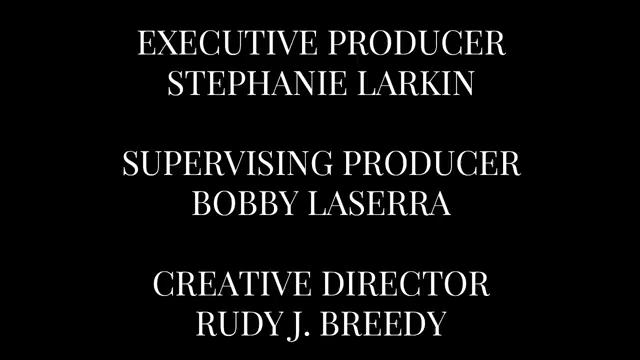 EXECUTIVE PRODUCER
STEPHANIE LARKIN
SUPERVISING PRODUCER
BOBBY LASERRA
CREATIVE DIRECTOR
RUDY J. BREEDY